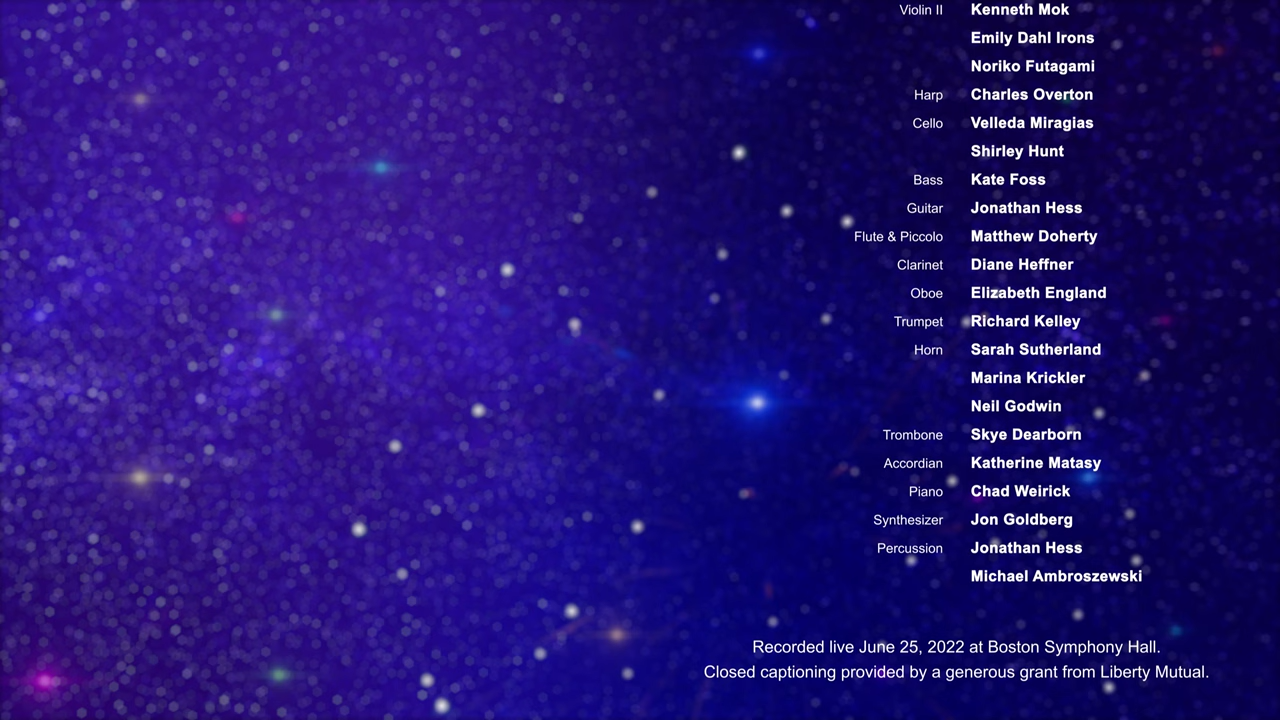 Violin II Kenneth Mok
Emily Dahl Irons
Noriko Futagami
Harp Charles Overton
Cello Velleda Miragias
Shirley Hunt
Bass Kate Foss
Guitar Jonathan Hess
Flute & Piccolo Matthew Doherty
Clarinet Diane Heffner
Oboe Elizabeth England
Trumpet Richard Kelley
Horn Sarah Sutherland
Marina Krickler
Neil Godwin
Trombone Skye Dearborn
Accordian Katherine Matasy
Piano Chad Weirick
Synthesizer Jon Goldberg
Percussion Jonathan Hess
Michael Ambroszewski
Recorded live June 25, 2022 at Boston Symphony Hall.
Closed captioning provided by a generous grant from Liberty Mutual.